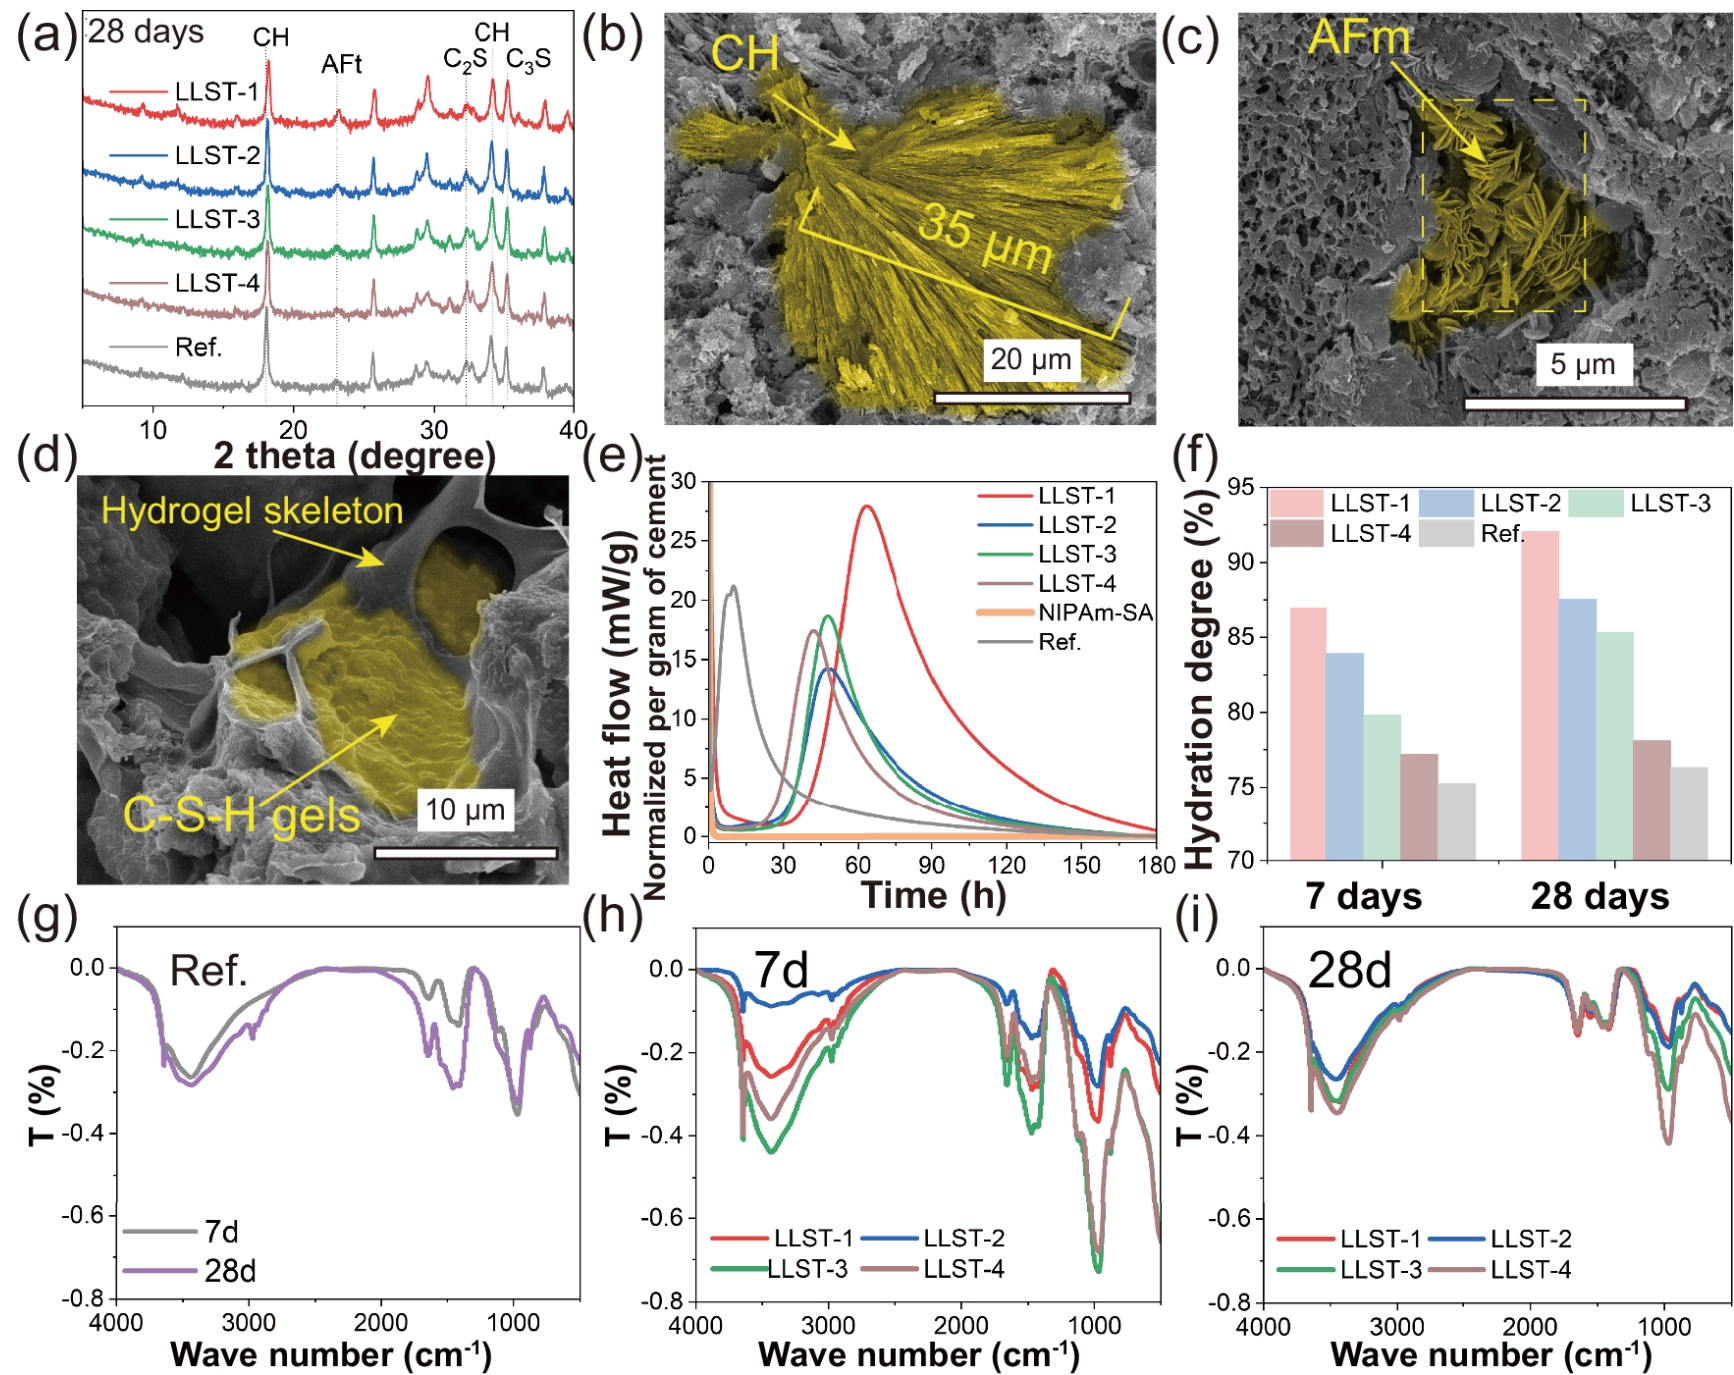 (a)
28 days
CH
AFt
C₂S
CH
C₃S
LLST-1
LLST-2
LLST-3
LLST-4
Ref.
10
20
30
40
2 theta (degree)
(b)
CH
35 μm
20 μm
(c)
AFm
5 μm
(d)
Hydrogel skeleton
C-S-H gels
10 μm
(e)
Heat flow (mW/g)
Normalized per gram of cement
30
25
20
15
10
5
0
LLST-1
LLST-2
LLST-3
LLST-4
NIPAm-SA
Ref.
0
30
60
90
120
150
180
Time (h)
(f)
Hydration degree (%)
95
90
85
80
75
70
LLST-1
LLST-2
LLST-3
LLST-4
Ref.
7 days
28 days
(g)
Ref.
T (%)
0.0
-0.2
-0.4
-0.6
-0.8
7d
28d
4000
3000
2000
1000
Wave number (cm⁻¹)
(h)
7d
T (%)
0.0
-0.2
-0.4
-0.6
-0.8
LLST-1
LLST-2
LLST-3
LLST-4
4000
3000
2000
1000
Wave number (cm⁻¹)
(i)
28d
T (%)
0.0
-0.2
-0.4
-0.6
-0.8
LLST-1
LLST-2
LLST-3
LLST-4
4000
3000
2000
1000
Wave number (cm⁻¹)